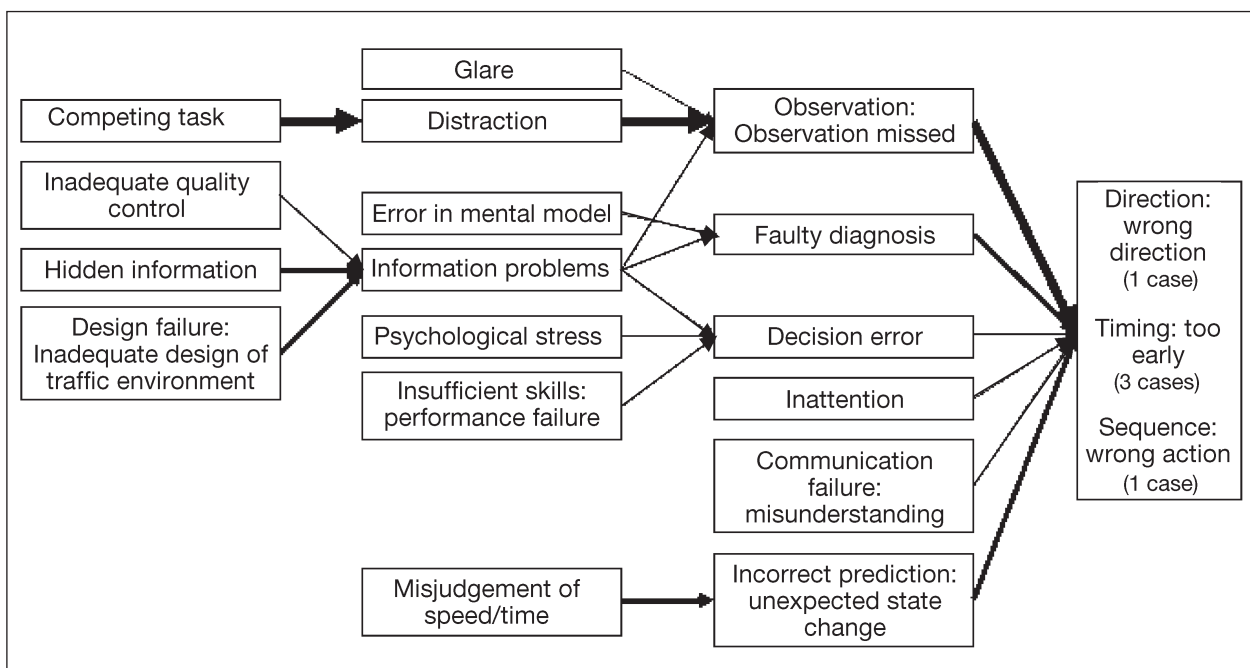 Competing task
Inadequate quality
control
Hidden information
Design failure:
Inadequate design of
traffic environment
Glare
Distraction
Error in mental model
Information problems
Psychological stress
Insufficient skills:
performance failure
Misjudgement of
speed/time
Observation:
Observation missed
Faulty diagnosis
Decision error
Inattention
Communication
failure:
misunderstanding
Incorrect prediction:
unexpected state
change
Direction:
wrong
direction
(1 case)
Timing: too
early
(3 cases)
Sequence:
wrong action
(1 case)